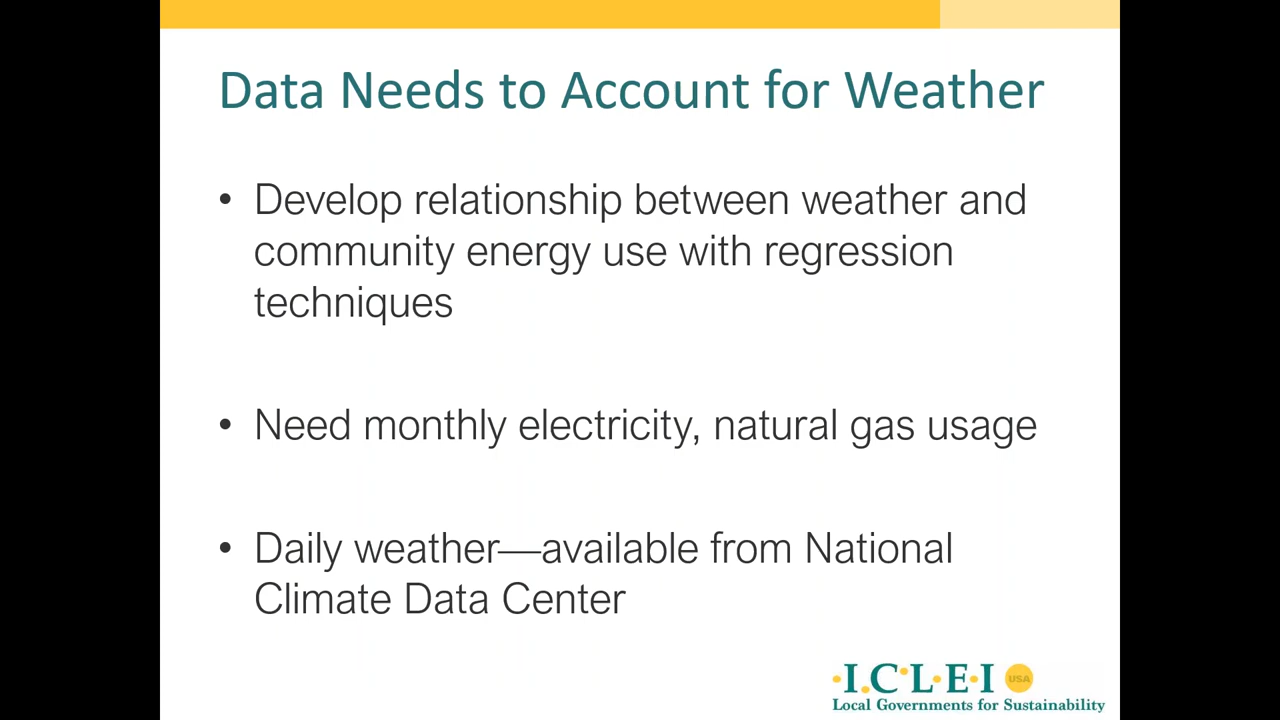 Data Needs to Account for Weather
• Develop relationship between weather and
community energy use with regression
techniques
• Need monthly electricity, natural gas usage
• Daily weather—available from National
Climate Data Center
·I.C·L·E·I USA
Local Governments for Sustainability